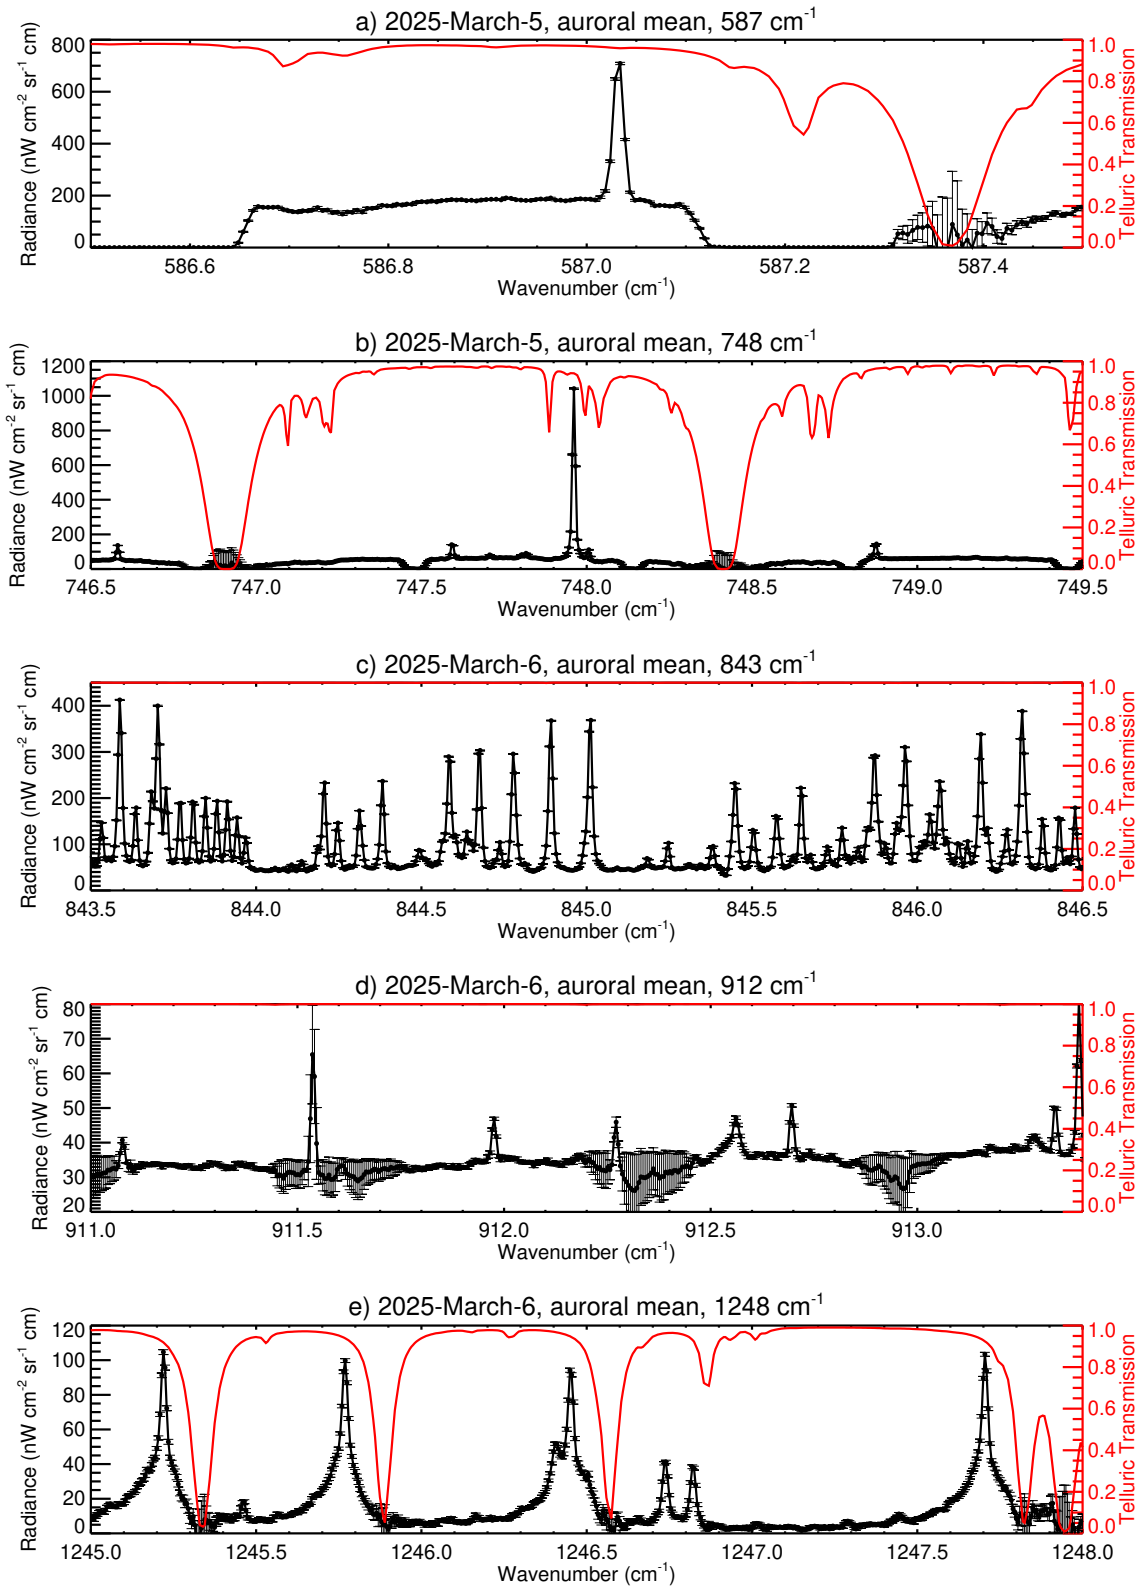 a) 2025-March-5, auroral mean, 587 cm⁻¹
800
600
400
200
0
Radiance (nW cm⁻² sr⁻¹ cm)
1.0
0.8
0.6
0.4
0.2
0.0
Telluric Transmission
586.6 586.8 587.0 587.2 587.4
Wavenumber (cm⁻¹)
b) 2025-March-5, auroral mean, 748 cm⁻¹
1200
1000
800
600
400
200
0
Radiance (nW cm⁻² sr⁻¹ cm)
1.0
0.8
0.6
0.4
0.2
0.0
Telluric Transmission
746.5 747.0 747.5 748.0 748.5 749.0 749.5
Wavenumber (cm⁻¹)
c) 2025-March-6, auroral mean, 843 cm⁻¹
400
300
200
100
0
Radiance (nW cm⁻² sr⁻¹ cm)
1.0
0.8
0.6
0.4
0.2
0.0
Telluric Transmission
843.5 844.0 844.5 845.0 845.5 846.0 846.5
Wavenumber (cm⁻¹)
d) 2025-March-6, auroral mean, 912 cm⁻¹
80
70
60
50
40
30
20
Radiance (nW cm⁻² sr⁻¹ cm)
1.0
0.8
0.6
0.4
0.2
0.0
Telluric Transmission
911.0 911.5 912.0 912.5 913.0
Wavenumber (cm⁻¹)
e) 2025-March-6, auroral mean, 1248 cm⁻¹
120
100
80
60
40
20
0
Radiance (nW cm⁻² sr⁻¹ cm)
1.0
0.8
0.6
0.4
0.2
0.0
Telluric Transmission
1245.0 1245.5 1246.0 1246.5 1247.0 1247.5 1248.0
Wavenumber (cm⁻¹)